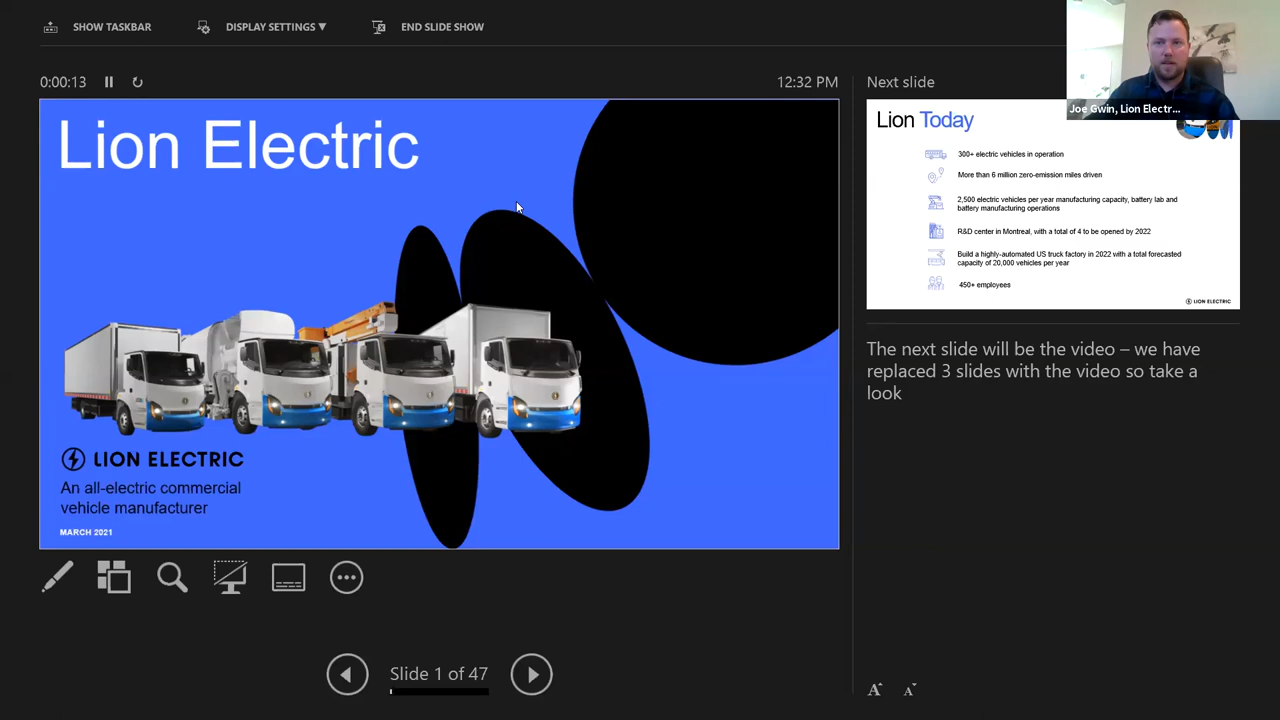 SHOW TASKBAR
DISPLAY SETTINGS ▼
END SLIDE SHOW
0:00:13
12:32 PM
Lion Electric
LION ELECTRIC
An all-electric commercial
vehicle manufacturer
MARCH 2021
Slide 1 of 47
Next slide
Joe Gwin, Lion Electr...
Lion Today
300+ electric vehicles in operation
More than 6 million zero-emission miles driven
2,500 electric vehicles per year manufacturing capacity, battery lab and
battery manufacturing operations
R&D center in Montreal, with a total of 4 to be opened by 2022
Build a highly-automated US truck factory in 2022 with a total forecasted
capacity of 20,000 vehicles per year
450+ employees
LION ELECTRIC
The next slide will be the video – we have
replaced 3 slides with the video so take a
look
A A